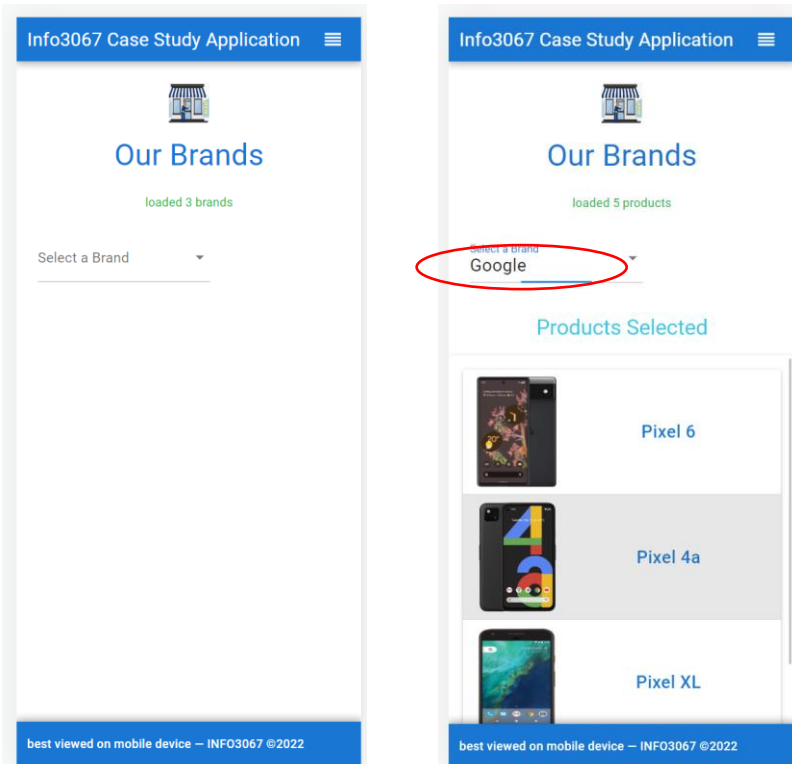 Info3067 Case Study Application
Our Brands
loaded 3 brands
Select a Brand
best viewed on mobile device — INFO3067 ©2022
Info3067 Case Study Application
Our Brands
loaded 5 products
Select a Brand
Google
Products Selected
Pixel 6
Pixel 4a
Pixel XL
best viewed on mobile device — INFO3067 ©2022